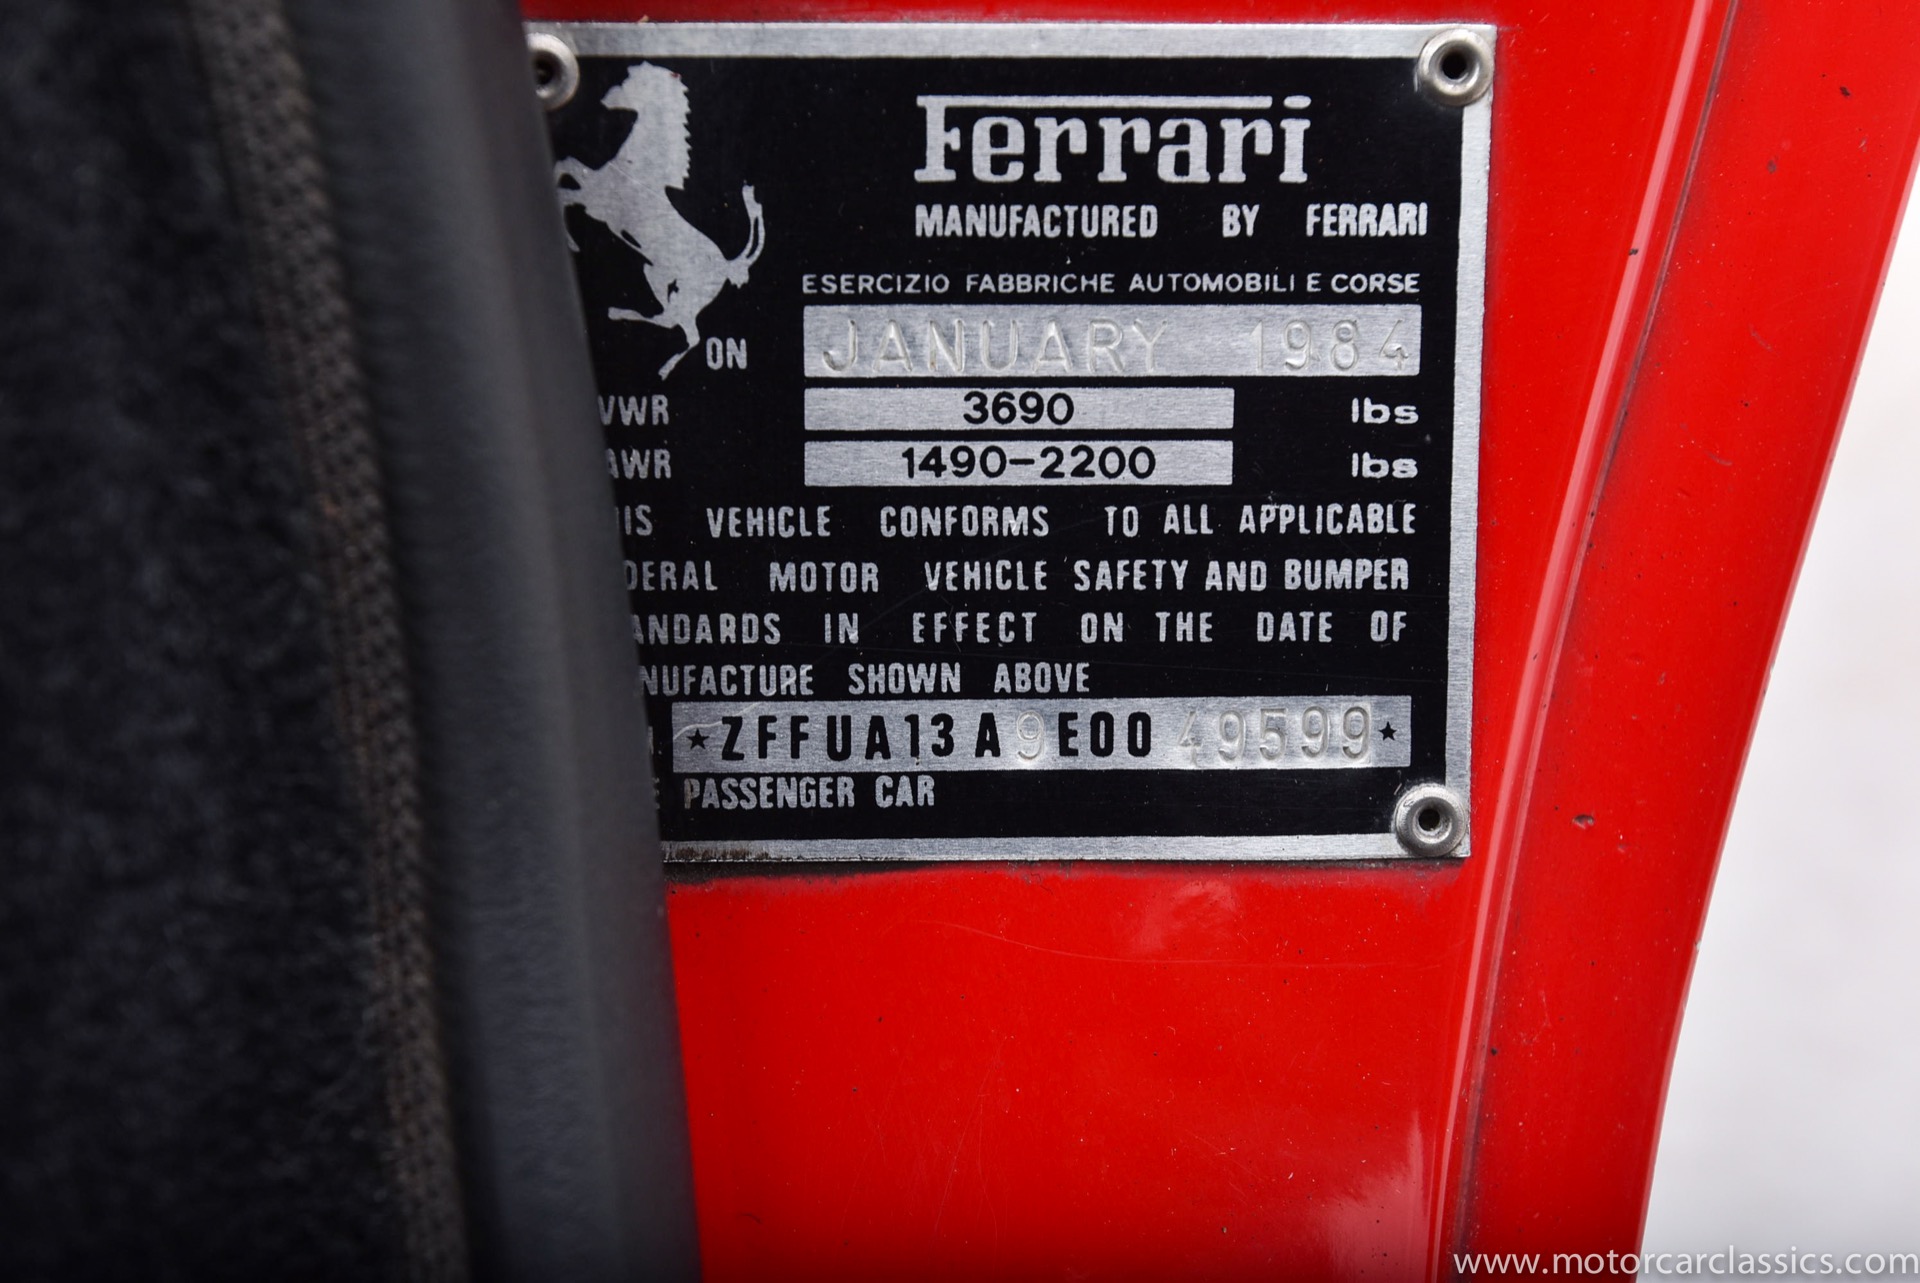 Ferrari
MANUFACTURED BY FERRARI
ESERCIZIO FABBRICHE AUTOMOBILI E CORSE
ON JANUARY 1984
VWR 3690 lbs
AWR 1490-2200 lbs
IS VEHICLE CONFORMS TO ALL APPLICABLE
DERAL MOTOR VEHICLE SAFETY AND BUMPER
ANDARDS IN EFFECT ON THE DATE OF
NUFACTURE SHOWN ABOVE
★ZFFUA13A9E0049599★
E PASSENGER CAR
www.motorcarclassics.com